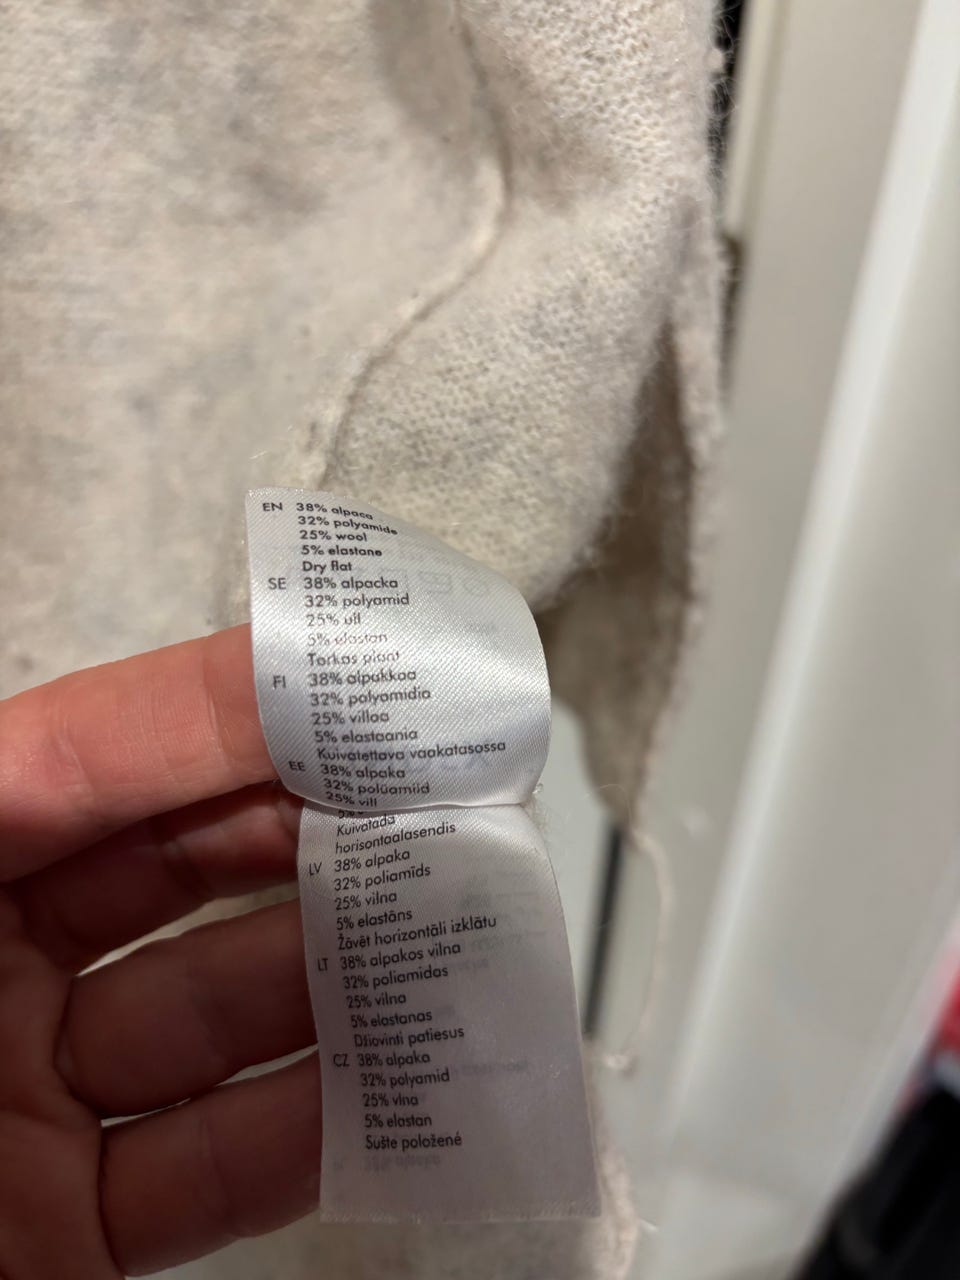 EN 38% alpaca
32% polyamide
25% wool
5% elastane
Dry flat
SE 38% alpacka
32% polyamid
25% ull
5% elastan
Torkas plant
FI 38% alpakkaa
32% polyamidia
25% villaa
5% elastaania
Kuivatettava vaakatasossa
EE 38% alpaka
32% polüamiid
25% vill
5%
Kuivatada
horisontaalasendis
LV 38% alpaka
32% poliamīds
25% vilna
5% elastāns
Žāvēt horizontāli izklātu
LT 38% alpakos vilna
32% poliamidas
25% vilna
5% elastanas
Džiovinti patiesus
CZ 38% alpaka
32% polyamid
25% vlna
5% elastan
Sušte položené